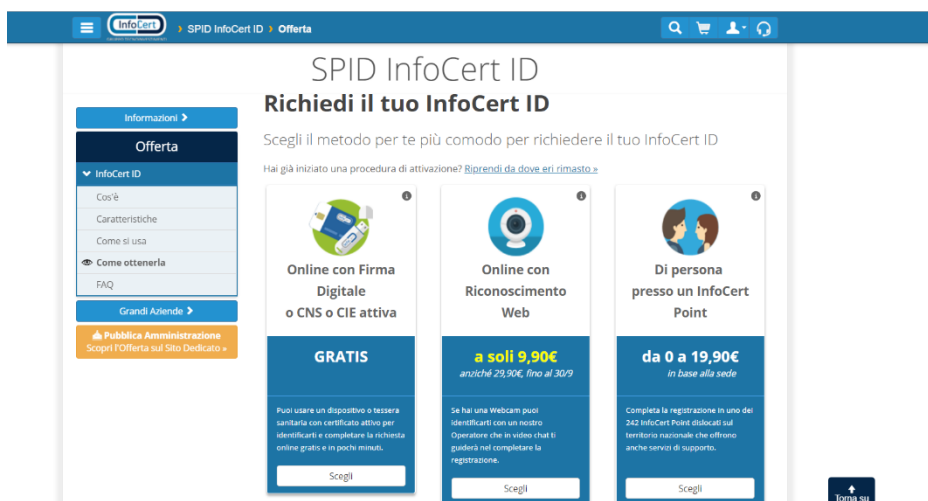 InfoCert
› SPID InfoCert ID › Offerta
SPID InfoCert ID
Richiedi il tuo InfoCert ID
Scegli il metodo per te più comodo per richiedere il tuo InfoCert ID
Hai già iniziato una procedura di attivazione? Riprendi da dove eri rimasto »
Informazioni
Offerta
InfoCert ID
Cos'è
Caratteristiche
Come si usa
Come ottenerla
FAQ
Grandi Aziende
Pubblica Amministrazione
Scopri l'Offerta sul Sito Dedicato »
Online con Firma
Digitale
o CNS o CIE attiva
GRATIS
Puoi usare un dispositivo o tessera
sanitaria con certificato attivo per
identificarti e completare la richiesta
online gratis e in pochi minuti.
Scegli
Online con
Riconoscimento
Web
a soli 9,90€
anziché 29,90€, fino al 30/9
Se hai una Webcam puoi
identificarti con un nostro
Operatore che in video chat ti
guiderà nel completare la
registrazione.
Scegli
Di persona
presso un InfoCert
Point
da 0 a 19,90€
in base alla sede
Completa la registrazione in uno dei
242 InfoCert Point dislocati sul
territorio nazionale che offrono
anche servizi di supporto.
Scegli
Torna su